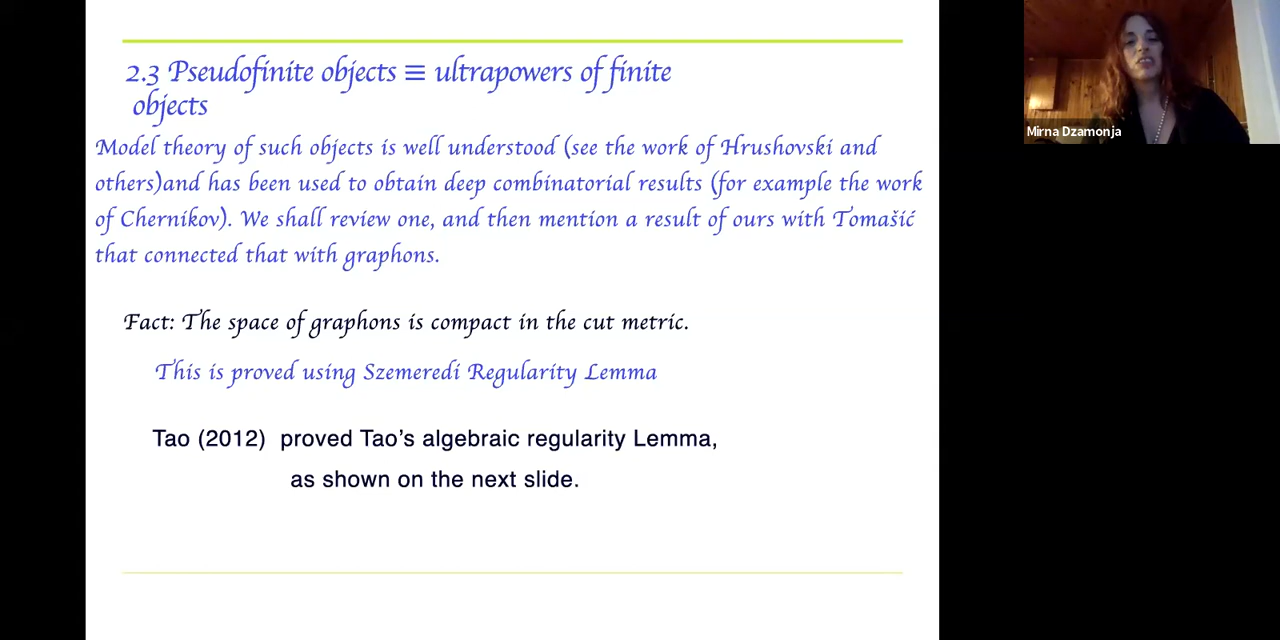 2.3 Pseudofinite objects ≡ ultrapowers of finite
objects
Model theory of such objects is well understood (see the work of Hrushovski and
others)and has been used to obtain deep combinatorial results (for example the work
of Chernikov). We shall review one, and then mention a result of ours with Tomašić
that connected that with graphons.
Fact: The space of graphons is compact in the cut metric.
This is proved using Szemeredi Regularity Lemma
Tao (2012) proved Tao's algebraic regularity Lemma,
as shown on the next slide.
Mirna Dzamonja